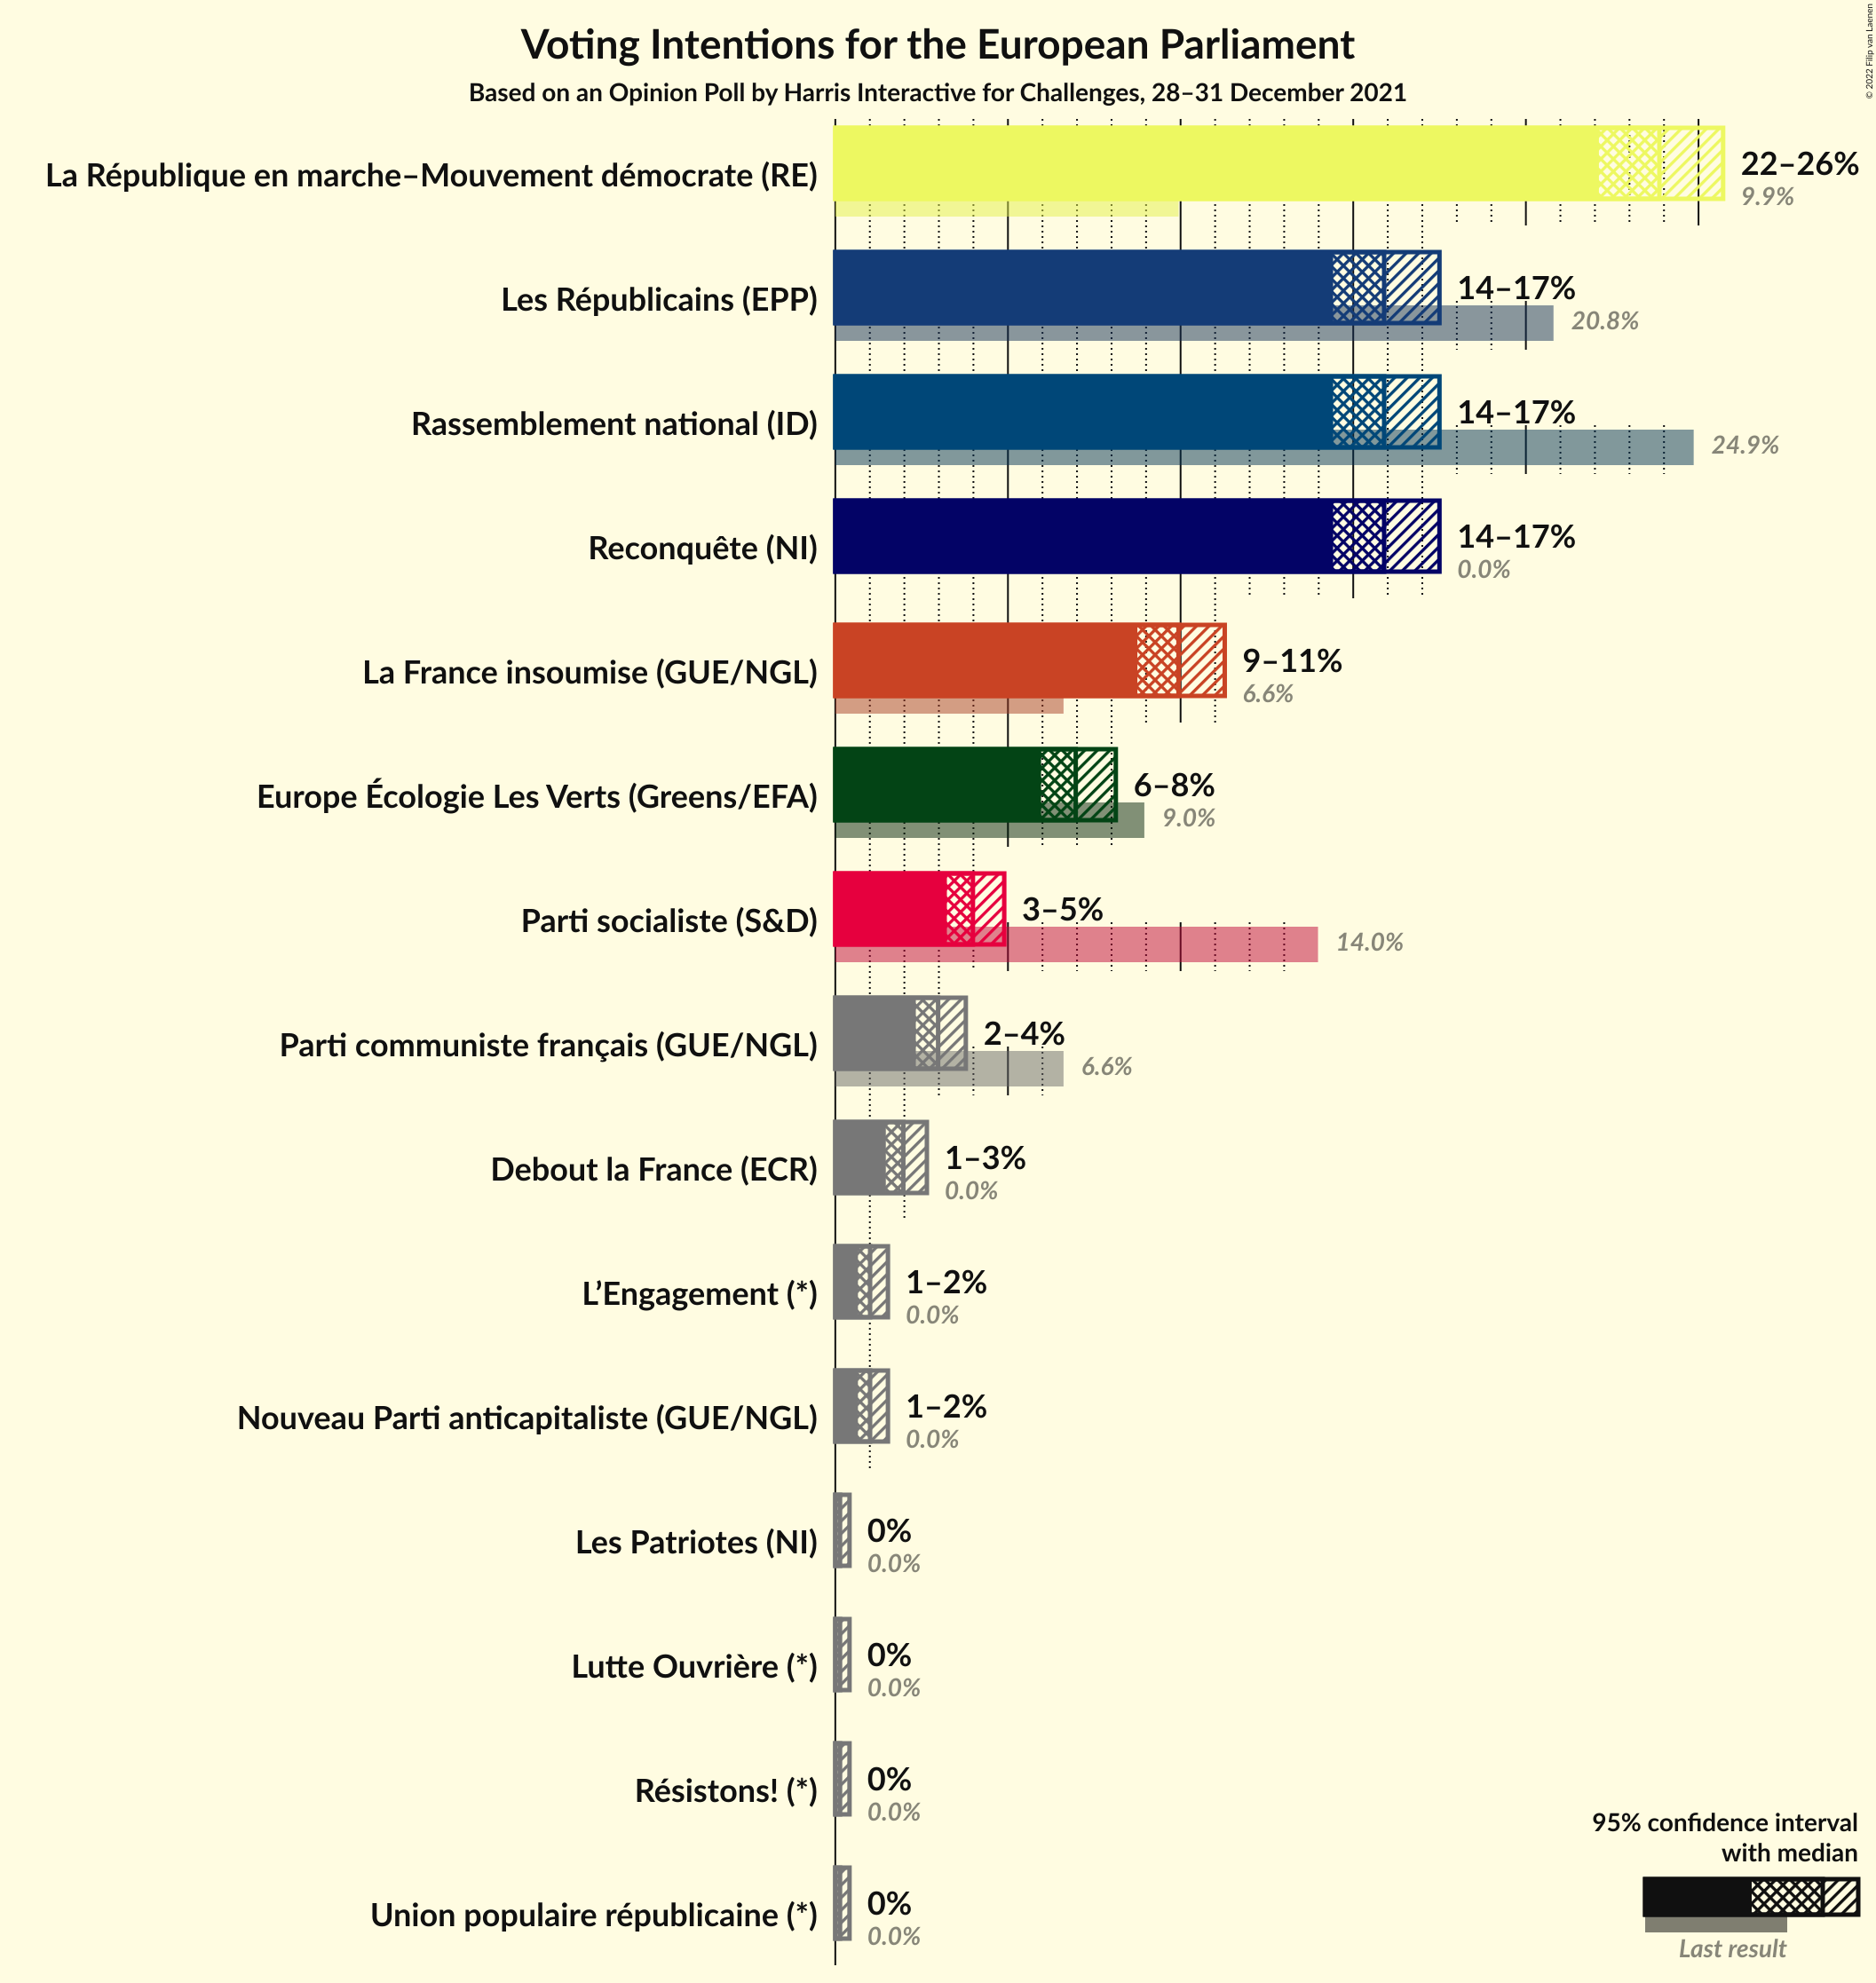 Voting Intentions for the European Parliament
Based on an Opinion Poll by Harris Interactive for Challenges, 28–31 December 2021
© 2022 Filip van Laenen
La République en marche–Mouvement démocrate (RE)
22–26%
9.9%
Les Républicains (EPP)
14–17%
20.8%
Rassemblement national (ID)
14–17%
24.9%
Reconquête (NI)
14–17%
0.0%
La France insoumise (GUE/NGL)
9–11%
6.6%
Europe Écologie Les Verts (Greens/EFA)
6–8%
9.0%
Parti socialiste (S&D)
3–5%
14.0%
Parti communiste français (GUE/NGL)
2–4%
6.6%
Debout la France (ECR)
1–3%
0.0%
L’Engagement (*)
1–2%
0.0%
Nouveau Parti anticapitaliste (GUE/NGL)
1–2%
0.0%
Les Patriotes (NI)
0%
0.0%
Lutte Ouvrière (*)
0%
0.0%
Résistons! (*)
0%
0.0%
Union populaire républicaine (*)
0%
0.0%
95% confidence interval
with median
Last result